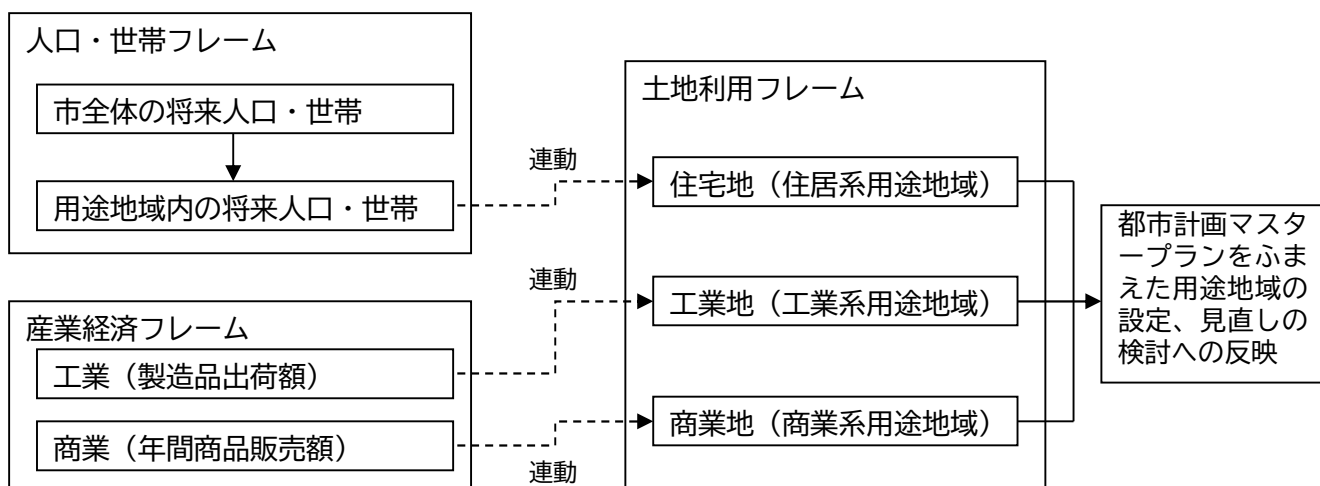 人口・世帯フレーム
市全体の将来人口・世帯
用途地域内の将来人口・世帯
産業経済フレーム
工業（製造品出荷額）
商業（年間商品販売額）
連動
連動
連動
土地利用フレーム
住宅地（住居系用途地域）
工業地（工業系用途地域）
商業地（商業系用途地域）
都市計画マスタ
ープランをふま
えた用途地域の
設定、見直しの
検討への反映